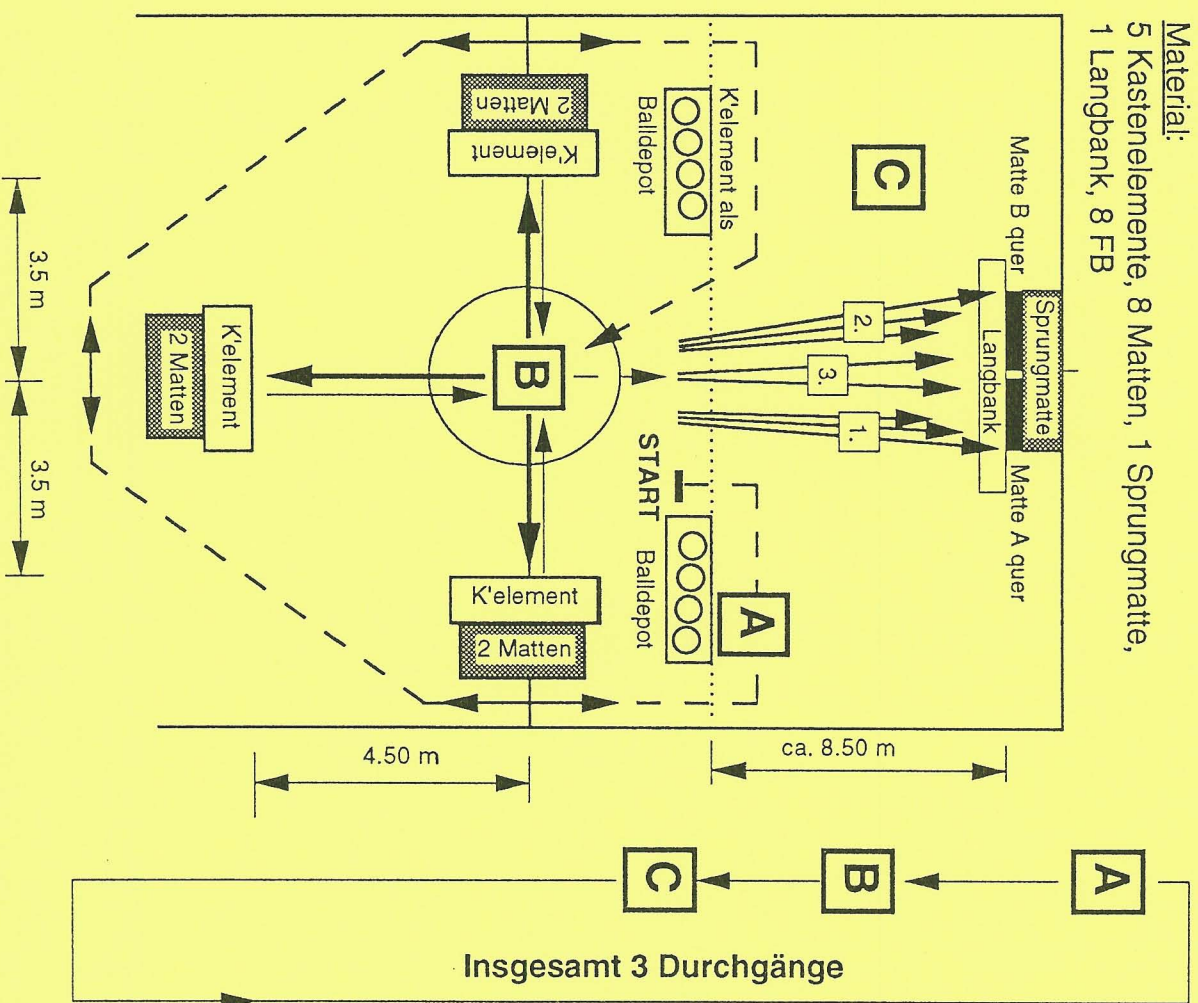 Material:
5 Kastenelemente, 8 Matten, 1 Sprungmatte,
1 Langbank, 8 FB
Sprungmatte
Matte B quer
Matte A quer
Langbank
C
2.
3.
1.
K'element als
Balldepot
START
Balldepot
A
2 Matten
K'element
B
K'element
2 Matten
K'element
2 Matten
3.5 m
3.5 m
4.50 m
ca. 8.50 m
A
B
C
Insgesamt 3 Durchgänge